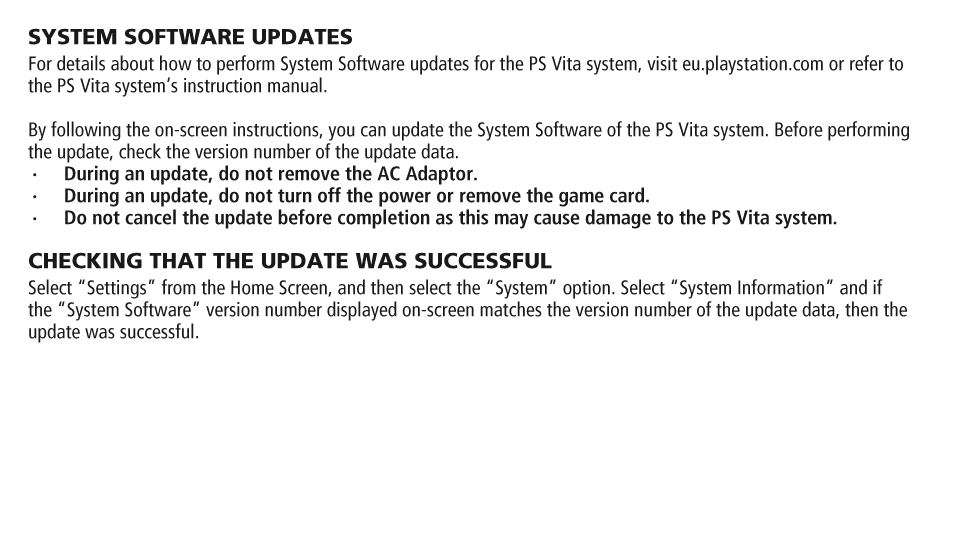 SYSTEM SOFTWARE UPDATES
For details about how to perform System Software updates for the PS Vita system, visit eu.playstation.com or refer to
the PS Vita system's instruction manual.
By following the on-screen instructions, you can update the System Software of the PS Vita system. Before performing
the update, check the version number of the update data.
· During an update, do not remove the AC Adaptor.
· During an update, do not turn off the power or remove the game card.
· Do not cancel the update before completion as this may cause damage to the PS Vita system.
CHECKING THAT THE UPDATE WAS SUCCESSFUL
Select “Settings” from the Home Screen, and then select the “System” option. Select “System Information” and if
the “System Software” version number displayed on-screen matches the version number of the update data, then the
update was successful.